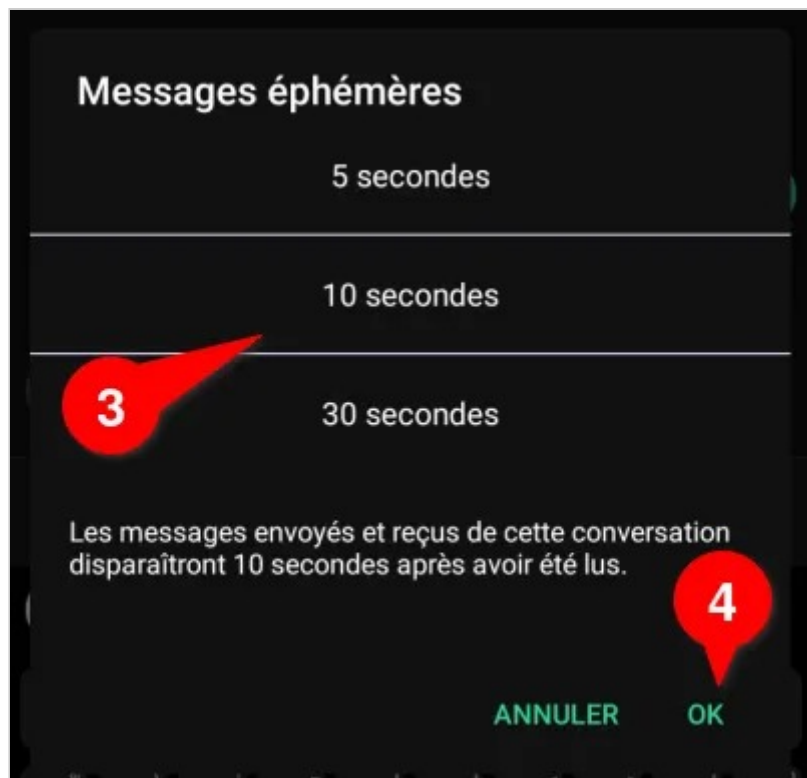 Messages éphémères
5 secondes
10 secondes
3
30 secondes
Les messages envoyés et reçus de cette conversation
disparaîtront 10 secondes après avoir été lus.
4
ANNULER OK